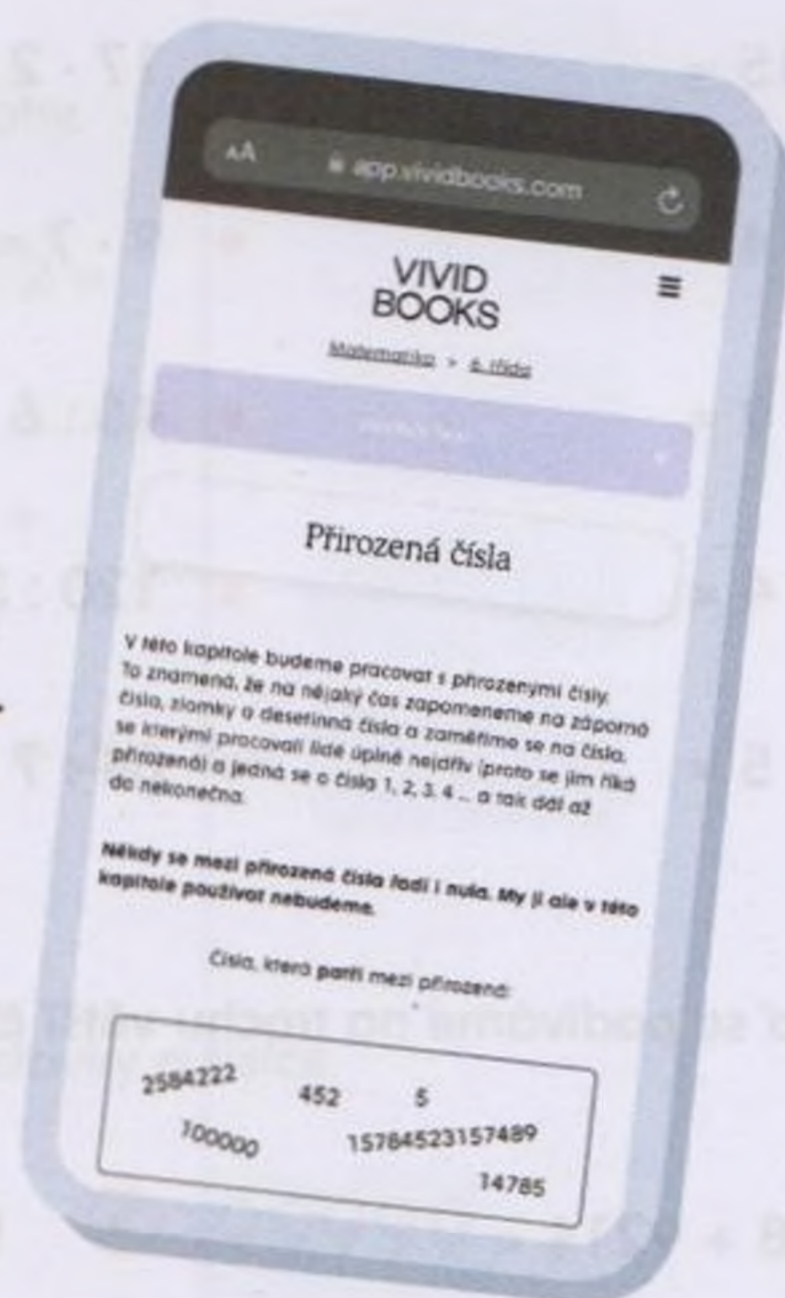 AA app.vividbooks.com
VIVID
BOOKS
Matematika > 6. třída
Přirozená čísla
V této kapitole budeme pracovat s přirozenými čísly.
To znamená, že na nějaký čas zapomeneme na záporná
čísla, zlomky a desetinná čísla a zaměříme se na čísla,
se kterými pracovali lidé úplně nejdřív (proto se jim říká
přirozená) a jedná se o čísla 1, 2, 3, 4 ... a tak dál až
do nekonečna.
Někdy se mezi přirozená čísla řadí i nula. My ji ale v této
kapitole používat nebudeme.
Čísla, která patří mezi přirozená:
2584222 452 5
100000 15784523157489
14785